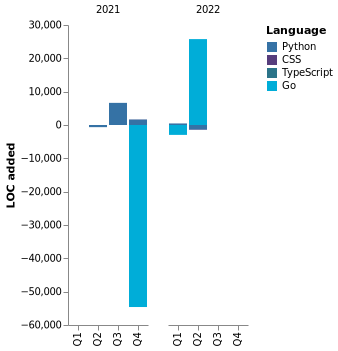 2021 2022
Language
Python
CSS
TypeScript
Go
LOC added
30,000
20,000
10,000
0
−10,000
−20,000
−30,000
−40,000
−50,000
−60,000
Q1 Q2 Q3 Q4 Q1 Q2 Q3 Q4